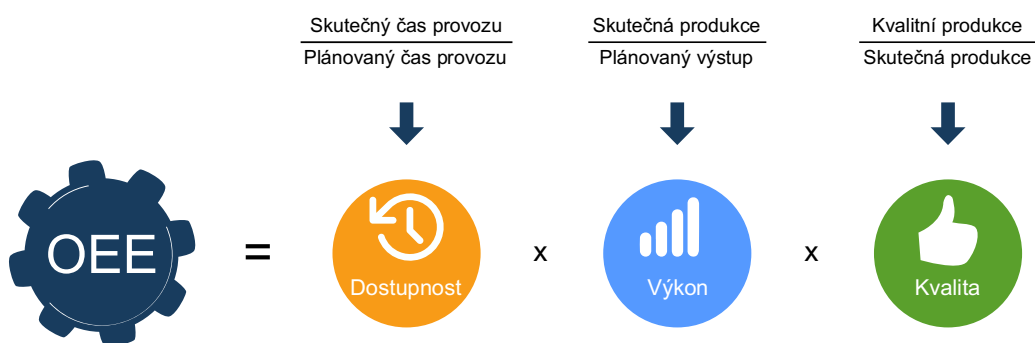 Skutečný čas provozu
Plánovaný čas provozu
Skutečná produkce
Plánovaný výstup
Kvalitní produkce
Skutečná produkce
OEE
=
Dostupnost
x
Výkon
x
Kvalita